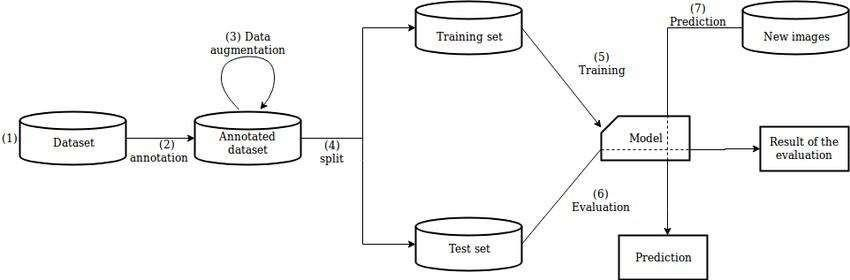 (1)
Dataset
(2)
annotation
(3) Data
augmentation
Annotated
dataset
(4)
split
Training set
Test set
(5)
Training
(6)
Evaluation
Model
(7)
Prediction
New images
Result of the
evaluation
Prediction